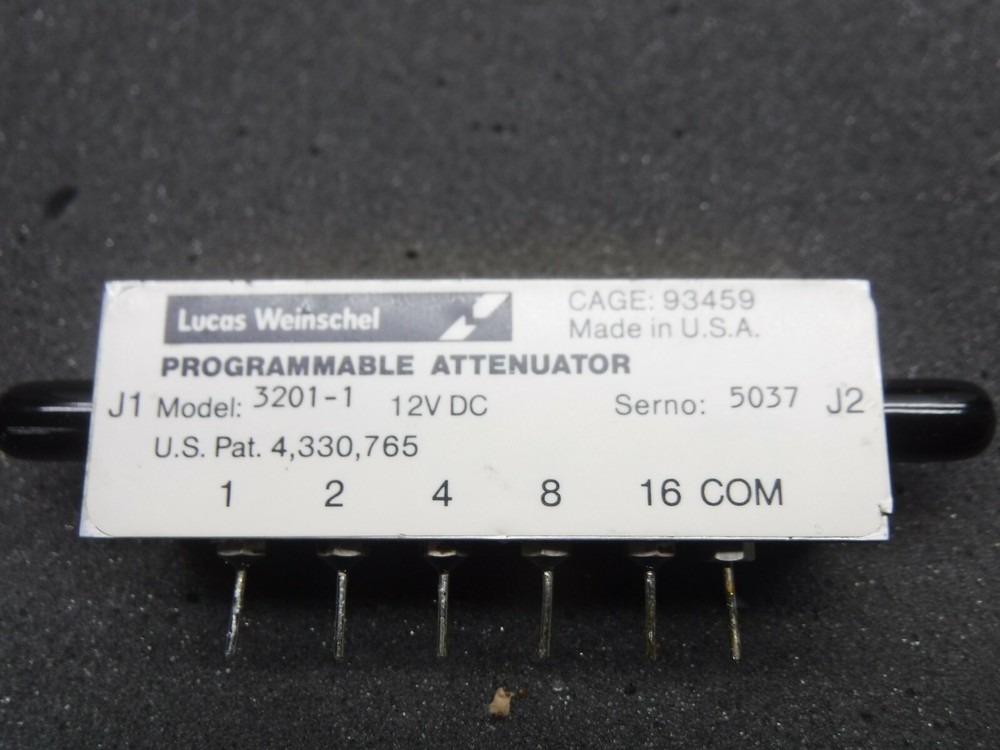 Lucas Weinschel
CAGE: 93459
Made in U.S.A.
PROGRAMMABLE ATTENUATOR
J1 Model: 3201-1 12V DC Serno: 5037 J2
U.S. Pat. 4,330,765
1 2 4 8 16 COM